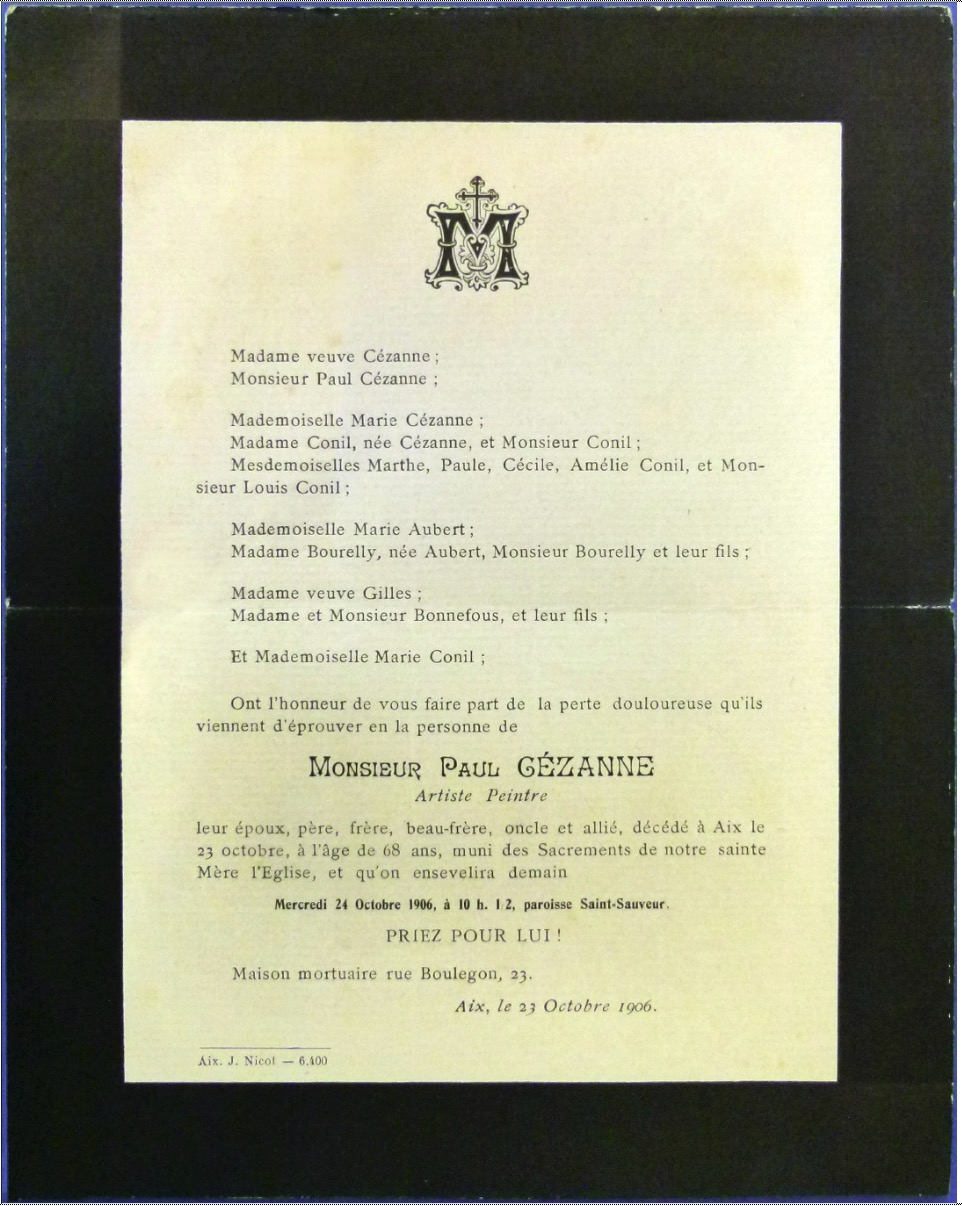 M
Madame veuve Cézanne ;
Monsieur Paul Cézanne ;
Mademoiselle Marie Cézanne ;
Madame Conil, née Cézanne, et Monsieur Conil ;
Mesdemoiselles Marthe, Paule, Cécile, Amélie Conil, et Mon-
sieur Louis Conil ;
Mademoiselle Marie Aubert ;
Madame Bourelly, née Aubert, Monsieur Bourelly et leur fils ;
Madame veuve Gilles ;
Madame et Monsieur Bonnefous, et leur fils ;
Et Mademoiselle Marie Conil ;
Ont l'honneur de vous faire part de la perte douloureuse qu'ils
viennent d'éprouver en la personne de
Monsieur Paul CÉZANNE
Artiste Peintre
leur époux, père, frère, beau-frère, oncle et allié, décédé à Aix le
23 octobre, à l'âge de 68 ans, muni des Sacrements de notre sainte
Mère l'Eglise, et qu'on ensevelira demain
Mercredi 24 Octobre 1906, à 10 h. 1 2, paroisse Saint-Sauveur.
PRIEZ POUR LUI !
Maison mortuaire rue Boulegon, 23.
Aix, le 23 Octobre 1906.
Aix. J. Nicot — 6.400